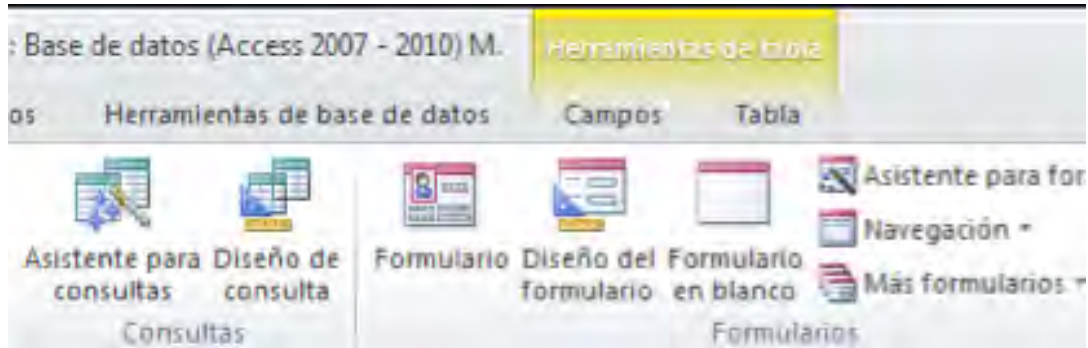 : Base de datos (Access 2007 - 2010) M. Herramientas de tabla
os Herramientas de base de datos Campos Tabla
Asistente para consultas
Diseño de consulta
Formulario
Diseño del formulario
Formulario en blanco
Asistente para for
Navegación
Más formularios
Consultas
Formularios